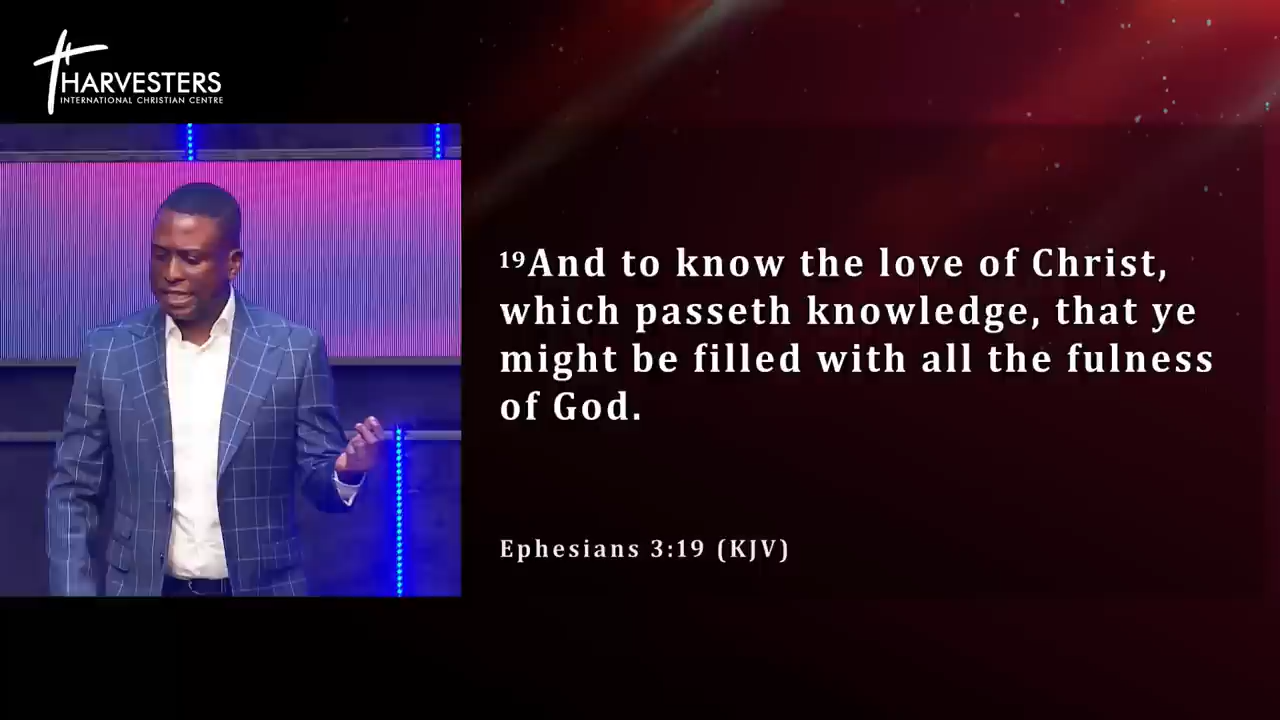 HARVESTERS
INTERNATIONAL CHRISTIAN CENTRE
19And to know the love of Christ,
which passeth knowledge, that ye
might be filled with all the fulness
of God.
Ephesians 3:19 (KJV)